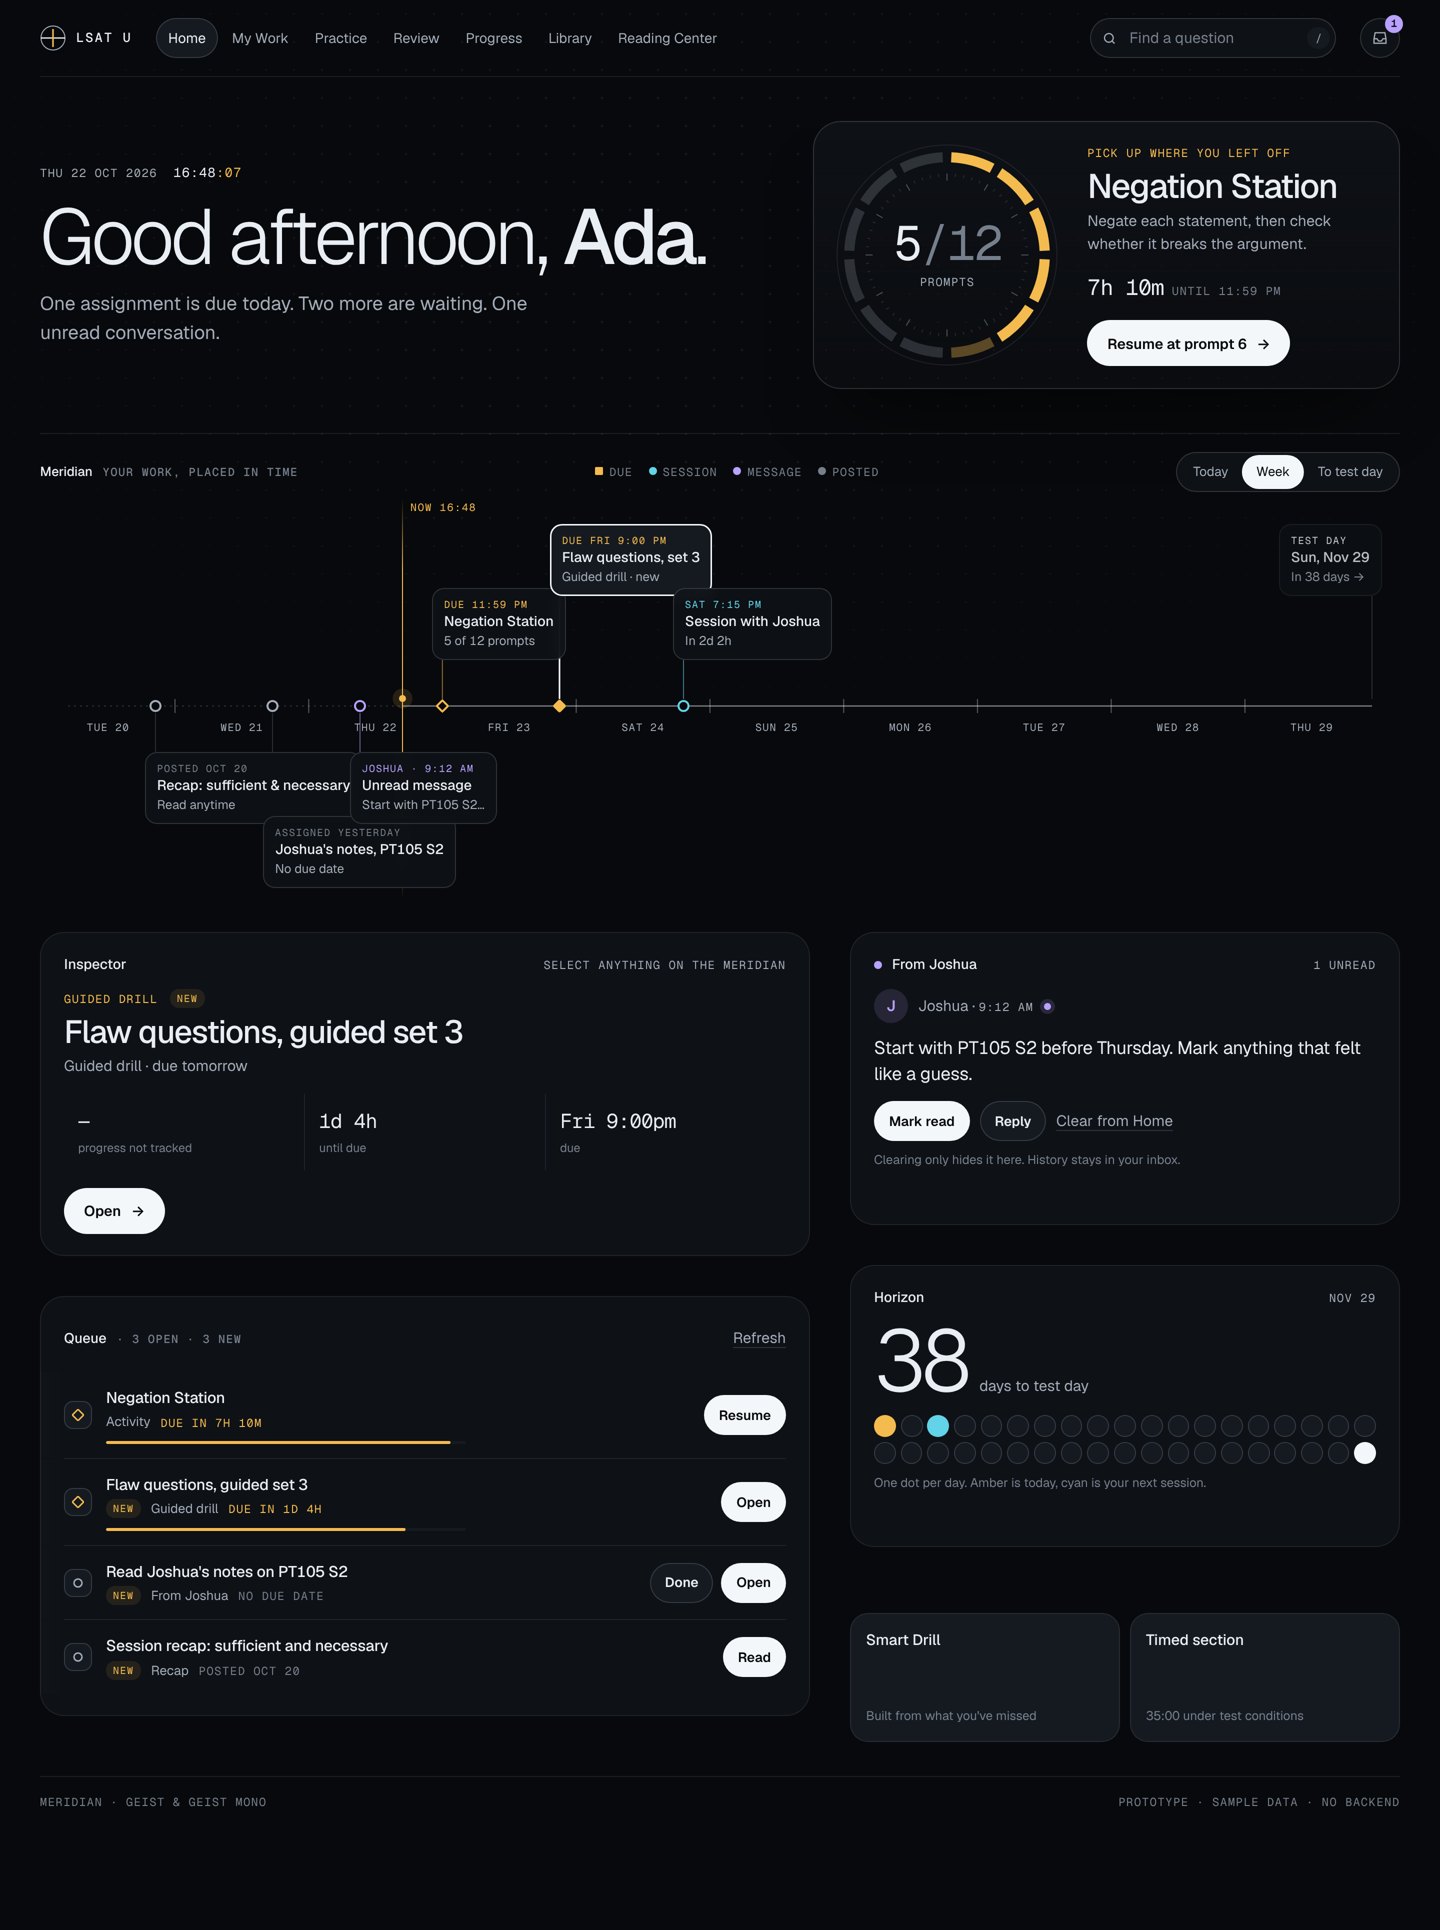 LSAT U
Home
My Work
Practice
Review
Progress
Library
Reading Center
Find a question
/
1
THU 22 OCT 2026 16:48:07
Good afternoon, Ada.
One assignment is due today. Two more are waiting. One
unread conversation.
5/12
PROMPTS
PICK UP WHERE YOU LEFT OFF
Negation Station
Negate each statement, then check
whether it breaks the argument.
7h 10m UNTIL 11:59 PM
Resume at prompt 6 →
Meridian YOUR WORK, PLACED IN TIME
DUE
SESSION
MESSAGE
POSTED
Today
Week
To test day
NOW 16:48
DUE FRI 9:00 PM
Flaw questions, set 3
Guided drill · new
TEST DAY
Sun, Nov 29
In 38 days →
DUE 11:59 PM
Negation Station
5 of 12 prompts
SAT 7:15 PM
Session with Joshua
In 2d 2h
TUE 20
WED 21
THU 22
FRI 23
SAT 24
SUN 25
MON 26
TUE 27
WED 28
THU 29
POSTED OCT 20
Recap: sufficient & necessary
Read anytime
JOSHUA · 9:12 AM
Unread message
Start with PT105 S2…
ASSIGNED YESTERDAY
Joshua's notes, PT105 S2
No due date
Inspector
SELECT ANYTHING ON THE MERIDIAN
GUIDED DRILL NEW
Flaw questions, guided set 3
Guided drill · due tomorrow
—
progress not tracked
1d 4h
until due
Fri 9:00pm
due
Open →
From Joshua
1 UNREAD
J
Joshua · 9:12 AM
Start with PT105 S2 before Thursday. Mark anything that felt
like a guess.
Mark read
Reply
Clear from Home
Clearing only hides it here. History stays in your inbox.
Queue · 3 OPEN · 3 NEW
Refresh
Negation Station
Activity DUE IN 7H 10M
Resume
Flaw questions, guided set 3
NEW Guided drill DUE IN 1D 4H
Open
Read Joshua's notes on PT105 S2
NEW From Joshua NO DUE DATE
Done
Open
Session recap: sufficient and necessary
NEW Recap POSTED OCT 20
Read
Horizon
NOV 29
38 days to test day
One dot per day. Amber is today, cyan is your next session.
Smart Drill
Built from what you've missed
Timed section
35:00 under test conditions
MERIDIAN · GEIST & GEIST MONO
PROTOTYPE · SAMPLE DATA · NO BACKEND